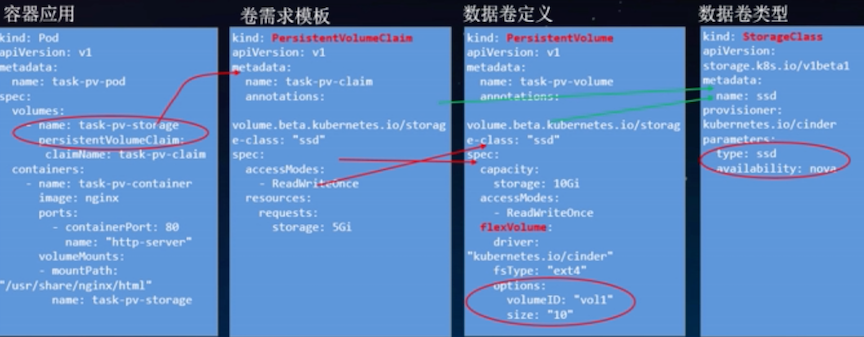 容器应用
kind: Pod
apiVersion: v1
metadata:
name: task-pv-pod
spec:
volumes:
- name: task-pv-storage
persistentVolumeClaim:
claimName: task-pv-claim
containers:
- name: task-pv-container
image: nginx
ports:
- containerPort: 80
name: "http-server"
volumeMounts:
- mountPath:
"/usr/share/nginx/html"
name: task-pv-storage
卷需求模板
kind: PersistentVolumeClaim
apiVersion: v1
metadata:
name: task-pv-claim
annotations:
volume.beta.kubernetes.io/storag
e-class: "ssd"
spec:
accessModes:
- ReadWriteOnce
resources:
requests:
storage: 5Gi
数据卷定义
kind: PersistentVolume
apiVersion: v1
metadata:
name: task-pv-volume
annotations:
volume.beta.kubernetes.io/storag
e-class: "ssd"
spec:
capacity:
storage: 10Gi
accessModes:
- ReadWriteOnce
flexVolume:
driver:
"kubernetes.io/cinder"
fsType: "ext4"
options:
volumeID: "vol1"
size: "10"
数据卷类型
kind: StorageClass
apiVersion:
storage.k8s.io/v1beta1
metadata:
name: ssd
provisioner:
kubernetes.io/cinder
parameters:
type: ssd
availability: nova